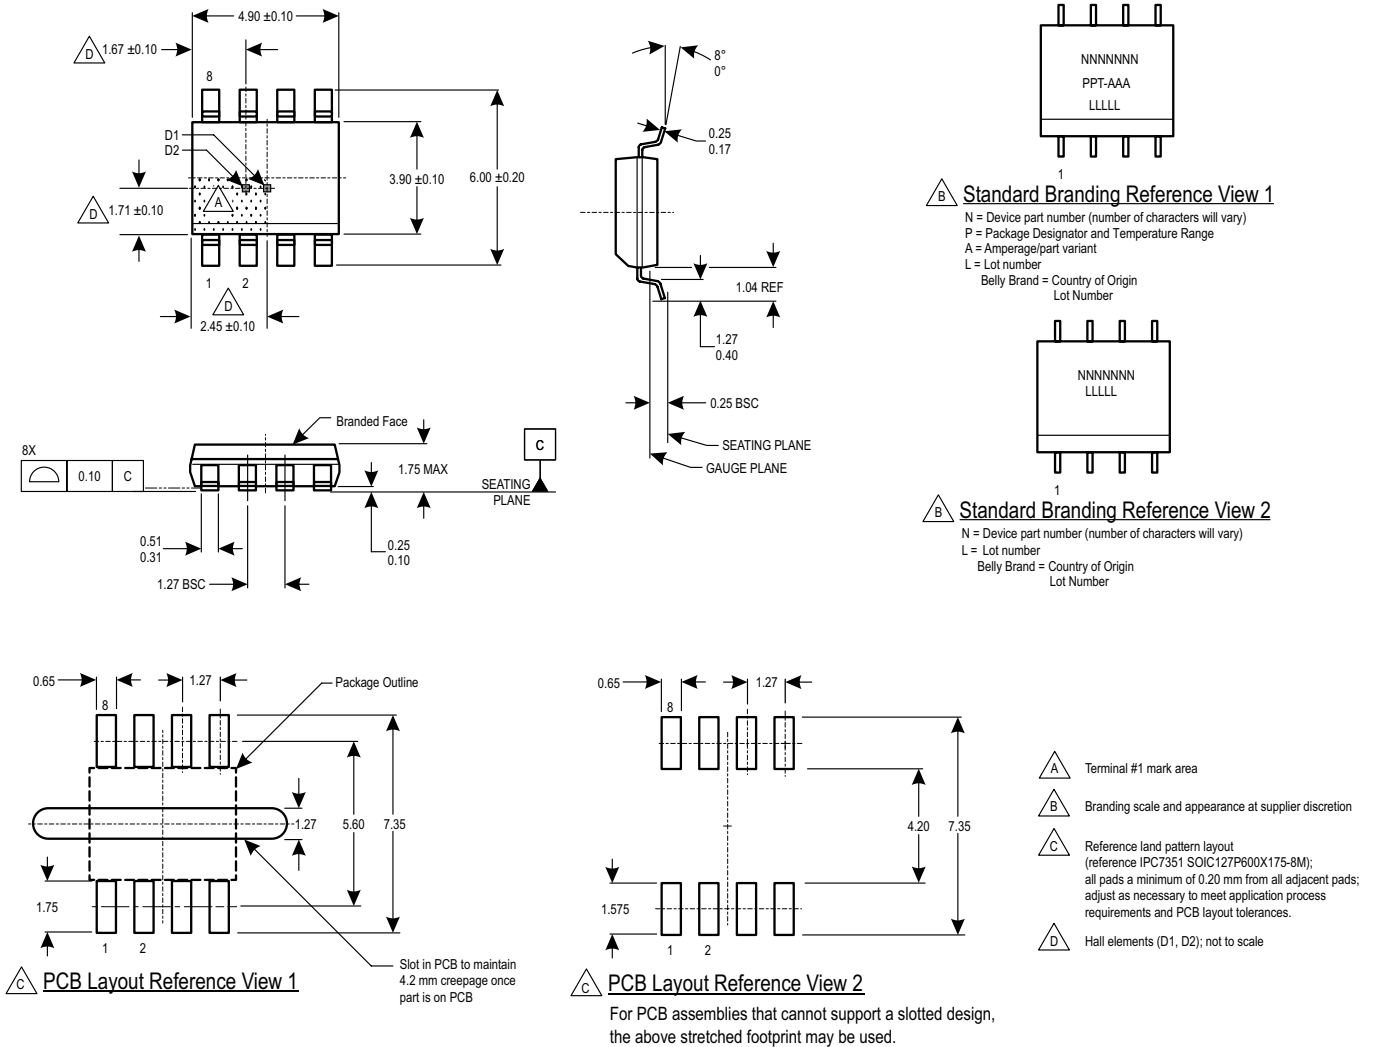 4.90 ±0.10
D
1.67 ±0.10
8
D1
D2
A
3.90 ±0.10
6.00 ±0.20
D
1.71 ±0.10
1
2
D
2.45 ±0.10
8°
0°
0.25
0.17
1.04 REF
1.27
0.40
0.25 BSC
SEATING PLANE
GAUGE PLANE
NNNNNNN
PPT-AAA
LLLLL
1
B
Standard Branding Reference View 1
N = Device part number (number of characters will vary)
P = Package Designator and Temperature Range
A = Amperage/part variant
L = Lot number
Belly Brand = Country of Origin
Lot Number
NNNNNNN
LLLLL
1
B
Standard Branding Reference View 2
N = Device part number (number of characters will vary)
L = Lot number
Belly Brand = Country of Origin
Lot Number
Branded Face
8X
0.10
C
1.75 MAX
C
SEATING
PLANE
0.51
0.31
0.25
0.10
1.27 BSC
0.65
1.27
Package Outline
8
1.27
5.60
7.35
1.75
1
2
Slot in PCB to maintain
4.2 mm creepage once
part is on PCB
C
PCB Layout Reference View 1
0.65
1.27
8
4.20
7.35
1.575
1
2
C
PCB Layout Reference View 2
For PCB assemblies that cannot support a slotted design,
the above stretched footprint may be used.
A
Terminal #1 mark area
B
Branding scale and appearance at supplier discretion
C
Reference land pattern layout
(reference IPC7351 SOIC127P600X175-8M);
all pads a minimum of 0.20 mm from all adjacent pads;
adjust as necessary to meet application process
requirements and PCB layout tolerances.
D
Hall elements (D1, D2); not to scale